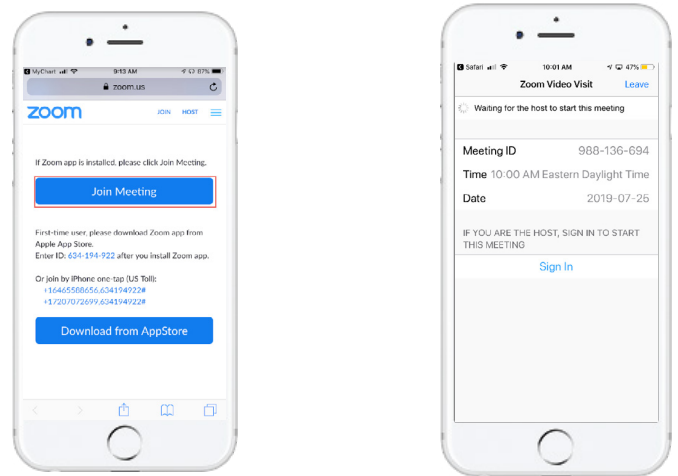 MyChart 9:13 AM 87%
zoom.us
zoom JOIN HOST
If Zoom app is installed, please click Join Meeting.
Join Meeting
First-time user, please download Zoom app from
Apple App Store.
Enter ID: 634-194-922 after you install Zoom app.
Or join by iPhone one-tap (US Toll):
+16465588656,634194922#
+17207072699,634194922#
Download from AppStore
Safari 10:01 AM 47%
Zoom Video Visit Leave
Waiting for the host to start this meeting
Meeting ID 988-136-694
Time 10:00 AM Eastern Daylight Time
Date 2019-07-25
IF YOU ARE THE HOST, SIGN IN TO START
THIS MEETING
Sign In